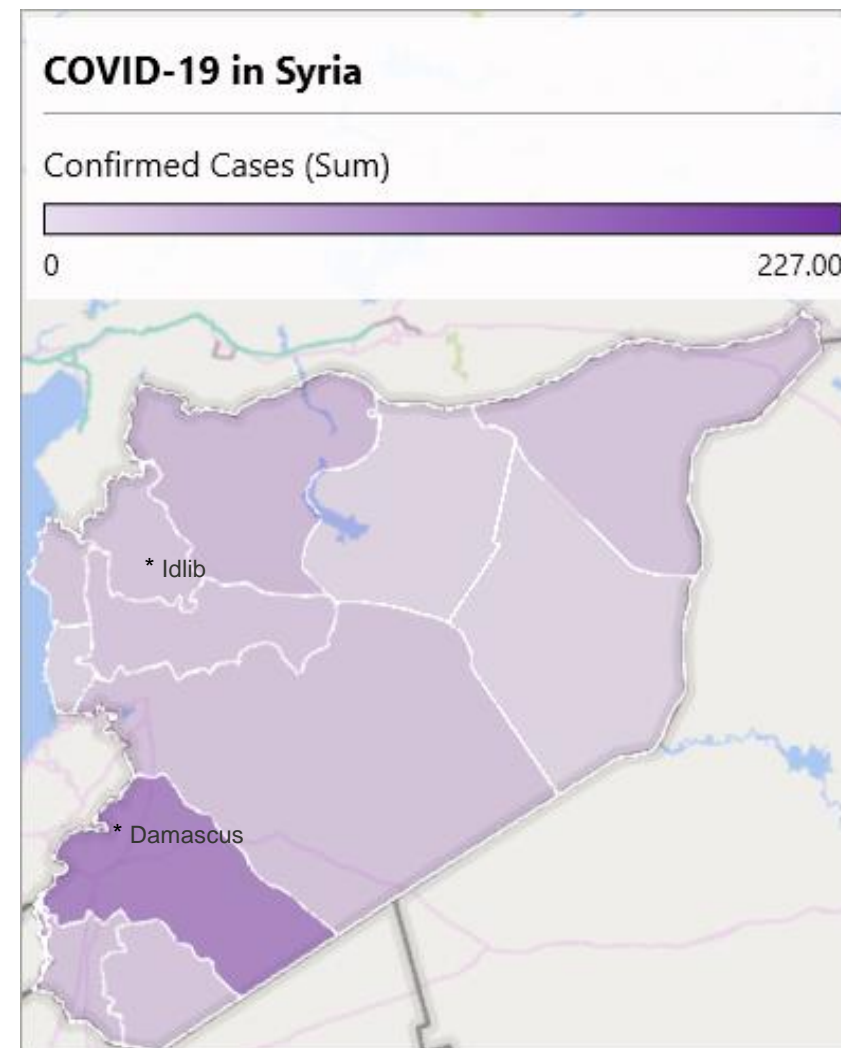 COVID-19 in Syria
Confirmed Cases (Sum)
0 227.00
* Idlib
* Damascus